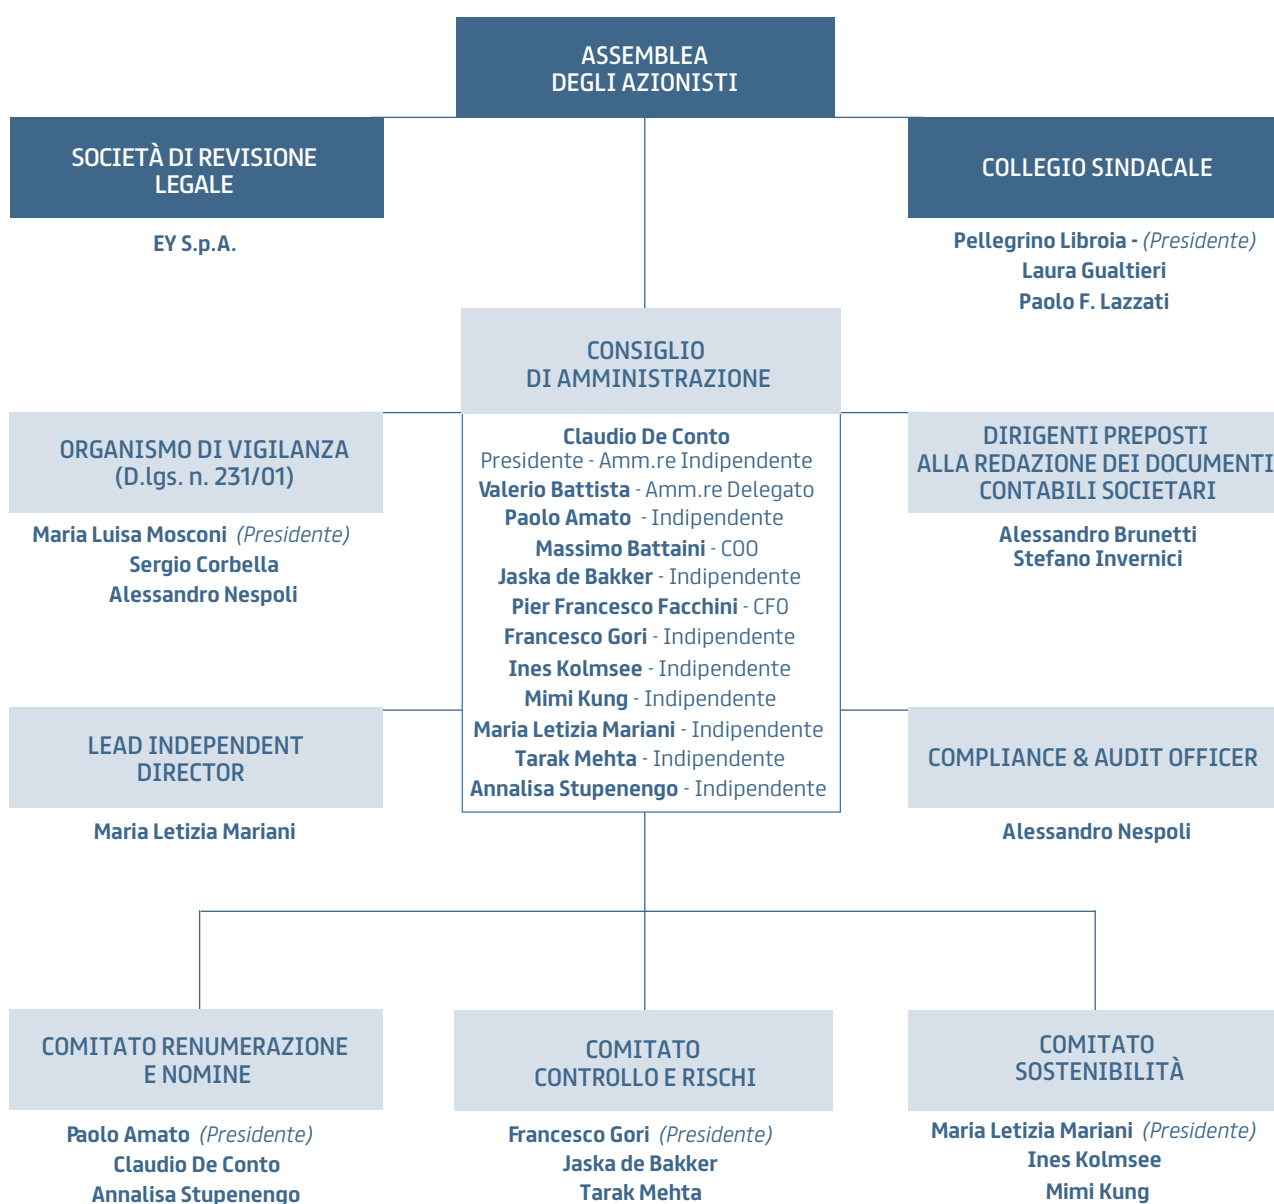 ASSEMBLEA
DEGLI AZIONISTI
SOCIETÀ DI REVISIONE
LEGALE
EY S.p.A.
COLLEGIO SINDACALE
Pellegrino Libroia - (Presidente)
Laura Gualtieri
Paolo F. Lazzati
CONSIGLIO
DI AMMINISTRAZIONE
Claudio De Conto
Presidente - Amm.re Indipendente
Valerio Battista - Amm.re Delegato
Paolo Amato - Indipendente
Massimo Battaini - COO
Jaska de Bakker - Indipendente
Pier Francesco Facchini - CFO
Francesco Gori - Indipendente
Ines Kolmsee - Indipendente
Mimi Kung - Indipendente
Maria Letizia Mariani - Indipendente
Tarak Mehta - Indipendente
Annalisa Stupenengo - Indipendente
ORGANISMO DI VIGILANZA
(D.lgs. n. 231/01)
Maria Luisa Mosconi (Presidente)
Sergio Corbella
Alessandro Nespoli
DIRIGENTI PREPOSTI
ALLA REDAZIONE DEI DOCUMENTI
CONTABILI SOCIETARI
Alessandro Brunetti
Stefano Invernici
LEAD INDEPENDENT
DIRECTOR
Maria Letizia Mariani
COMPLIANCE & AUDIT OFFICER
Alessandro Nespoli
COMITATO RENUMERAZIONE
E NOMINE
Paolo Amato (Presidente)
Claudio De Conto
Annalisa Stupenengo
COMITATO
CONTROLLO E RISCHI
Francesco Gori (Presidente)
Jaska de Bakker
Tarak Mehta
COMITATO
SOSTENIBILITÀ
Maria Letizia Mariani (Presidente)
Ines Kolmsee
Mimi Kung